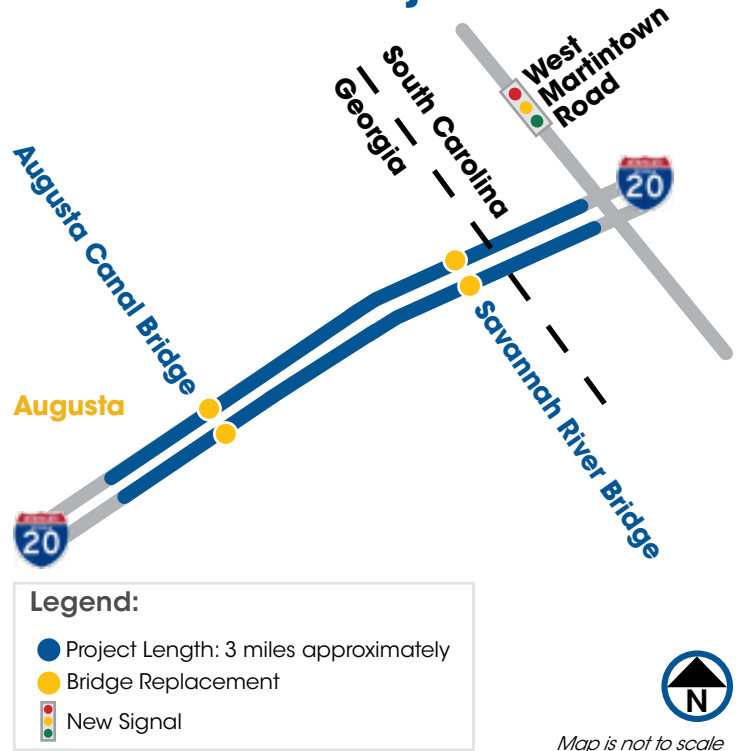 West
Martintown
Road
South Carolina
Georgia
20
Augusta Canal Bridge
Savannah River Bridge
Augusta
20
Legend:
Project Length: 3 miles approximately
Bridge Replacement
New Signal
N
Map is not to scale